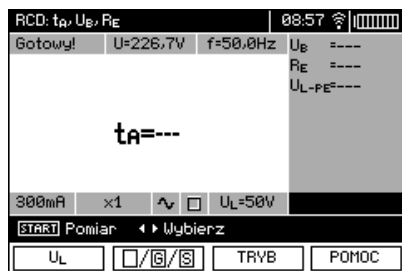 RCD: tA, UB, RE 08:57
Gotowy! U=226,7V f=50,0Hz
UB =---
RE =---
UL-PE=---
tA=---
300mA x1 UL=50V
START Pomiar Wybierz
UL □/G/S TRYB POMOC